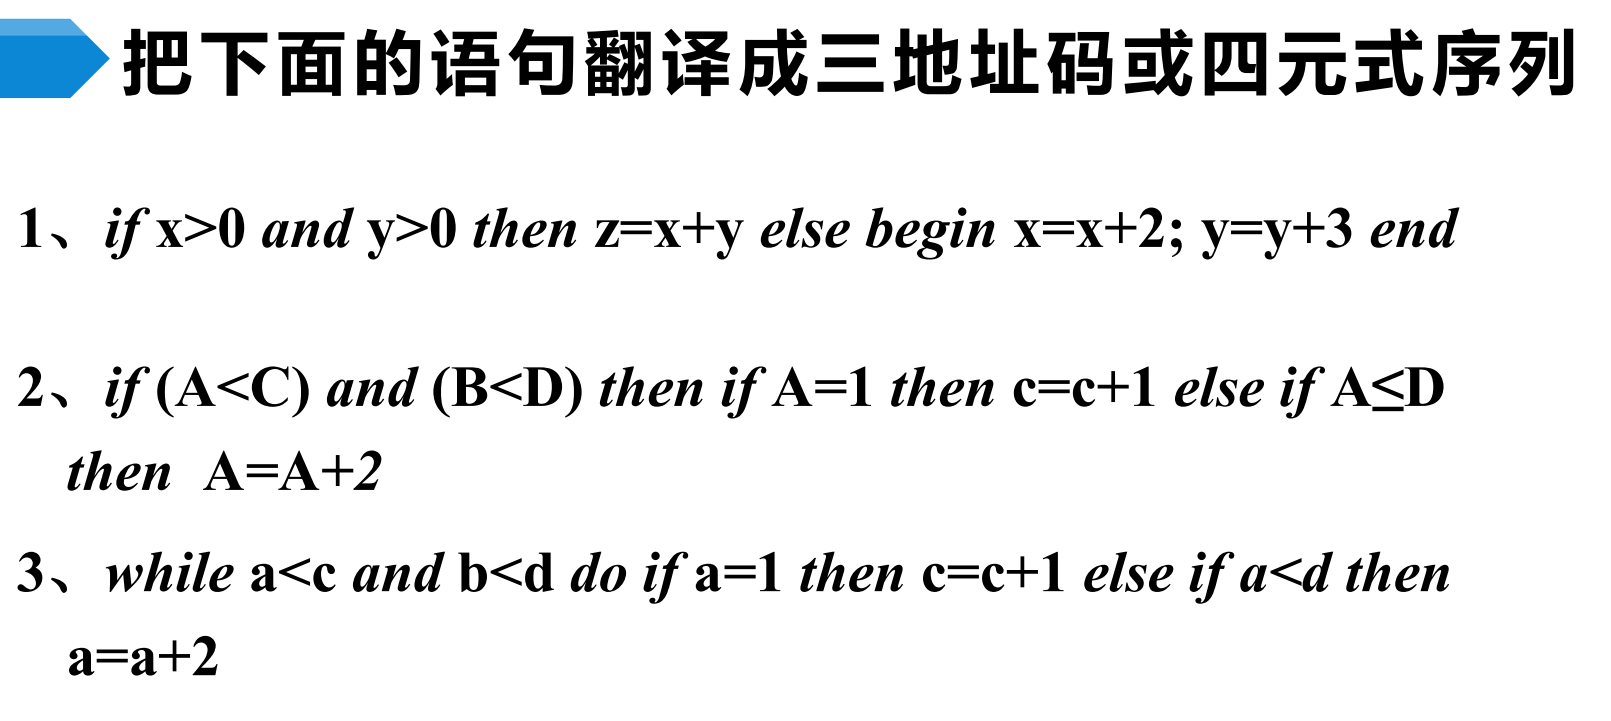 把下面的语句翻译成三地址码或四元式序列
1、if x>0 and y>0 then z=x+y else begin x=x+2; y=y+3 end
2、if (A<C) and (B<D) then if A=1 then c=c+1 else if A≤D
then A=A+2
3、while a<c and b<d do if a=1 then c=c+1 else if a<d then
a=a+2